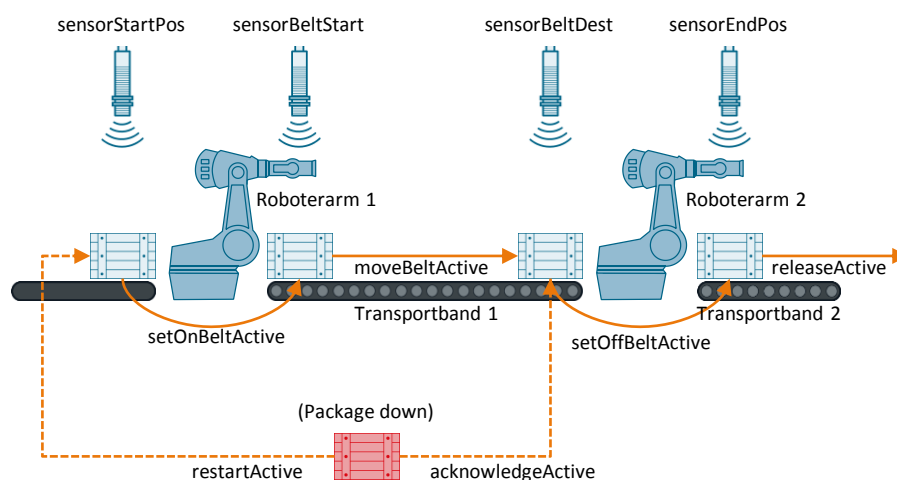 sensorStartPos
sensorBeltStart
sensorBeltDest
sensorEndPos
Roboterarm 1
Roboterarm 2
moveBeltActive
releaseActive
Transportband 1
Transportband 2
setOnBeltActive
setOffBeltActive
(Package down)
restartActive
acknowledgeActive